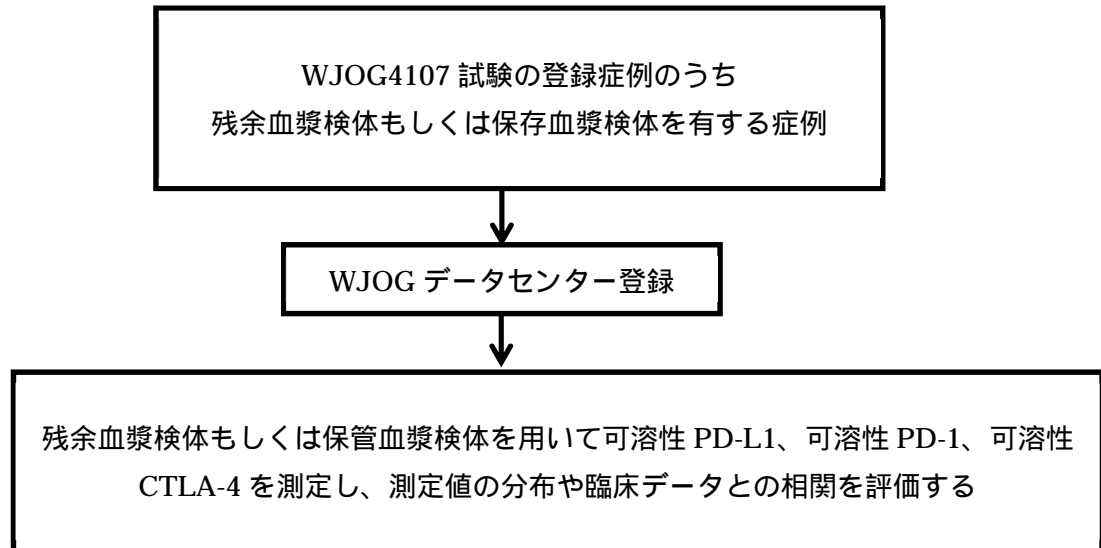 WJOG4107 試験の登録症例のうち
残余血漿検体もしくは保存血漿検体を有する症例
WJOG データセンター登録
残余血漿検体もしくは保管血漿検体を用いて可溶性 PD-L1、可溶性 PD-1、可溶性
CTLA-4 を測定し、測定値の分布や臨床データとの相関を評価する